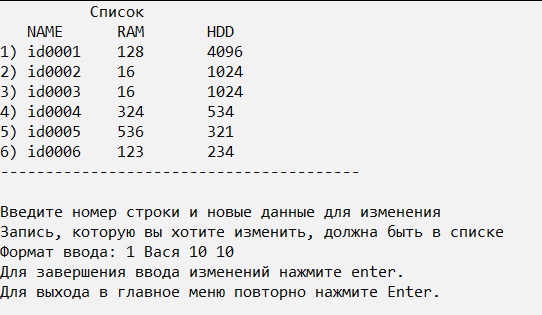 Список
NAME RAM HDD
1) id0001 128 4096
2) id0002 16 1024
3) id0003 16 1024
4) id0004 324 534
5) id0005 536 321
6) id0006 123 234
----------------------------------------
Введите номер строки и новые данные для изменения
Запись, которую вы хотите изменить, должна быть в списке
Формат ввода: 1 Вася 10 10
Для завершения ввода изменений нажмите enter.
Для выхода в главное меню повторно нажмите Enter.